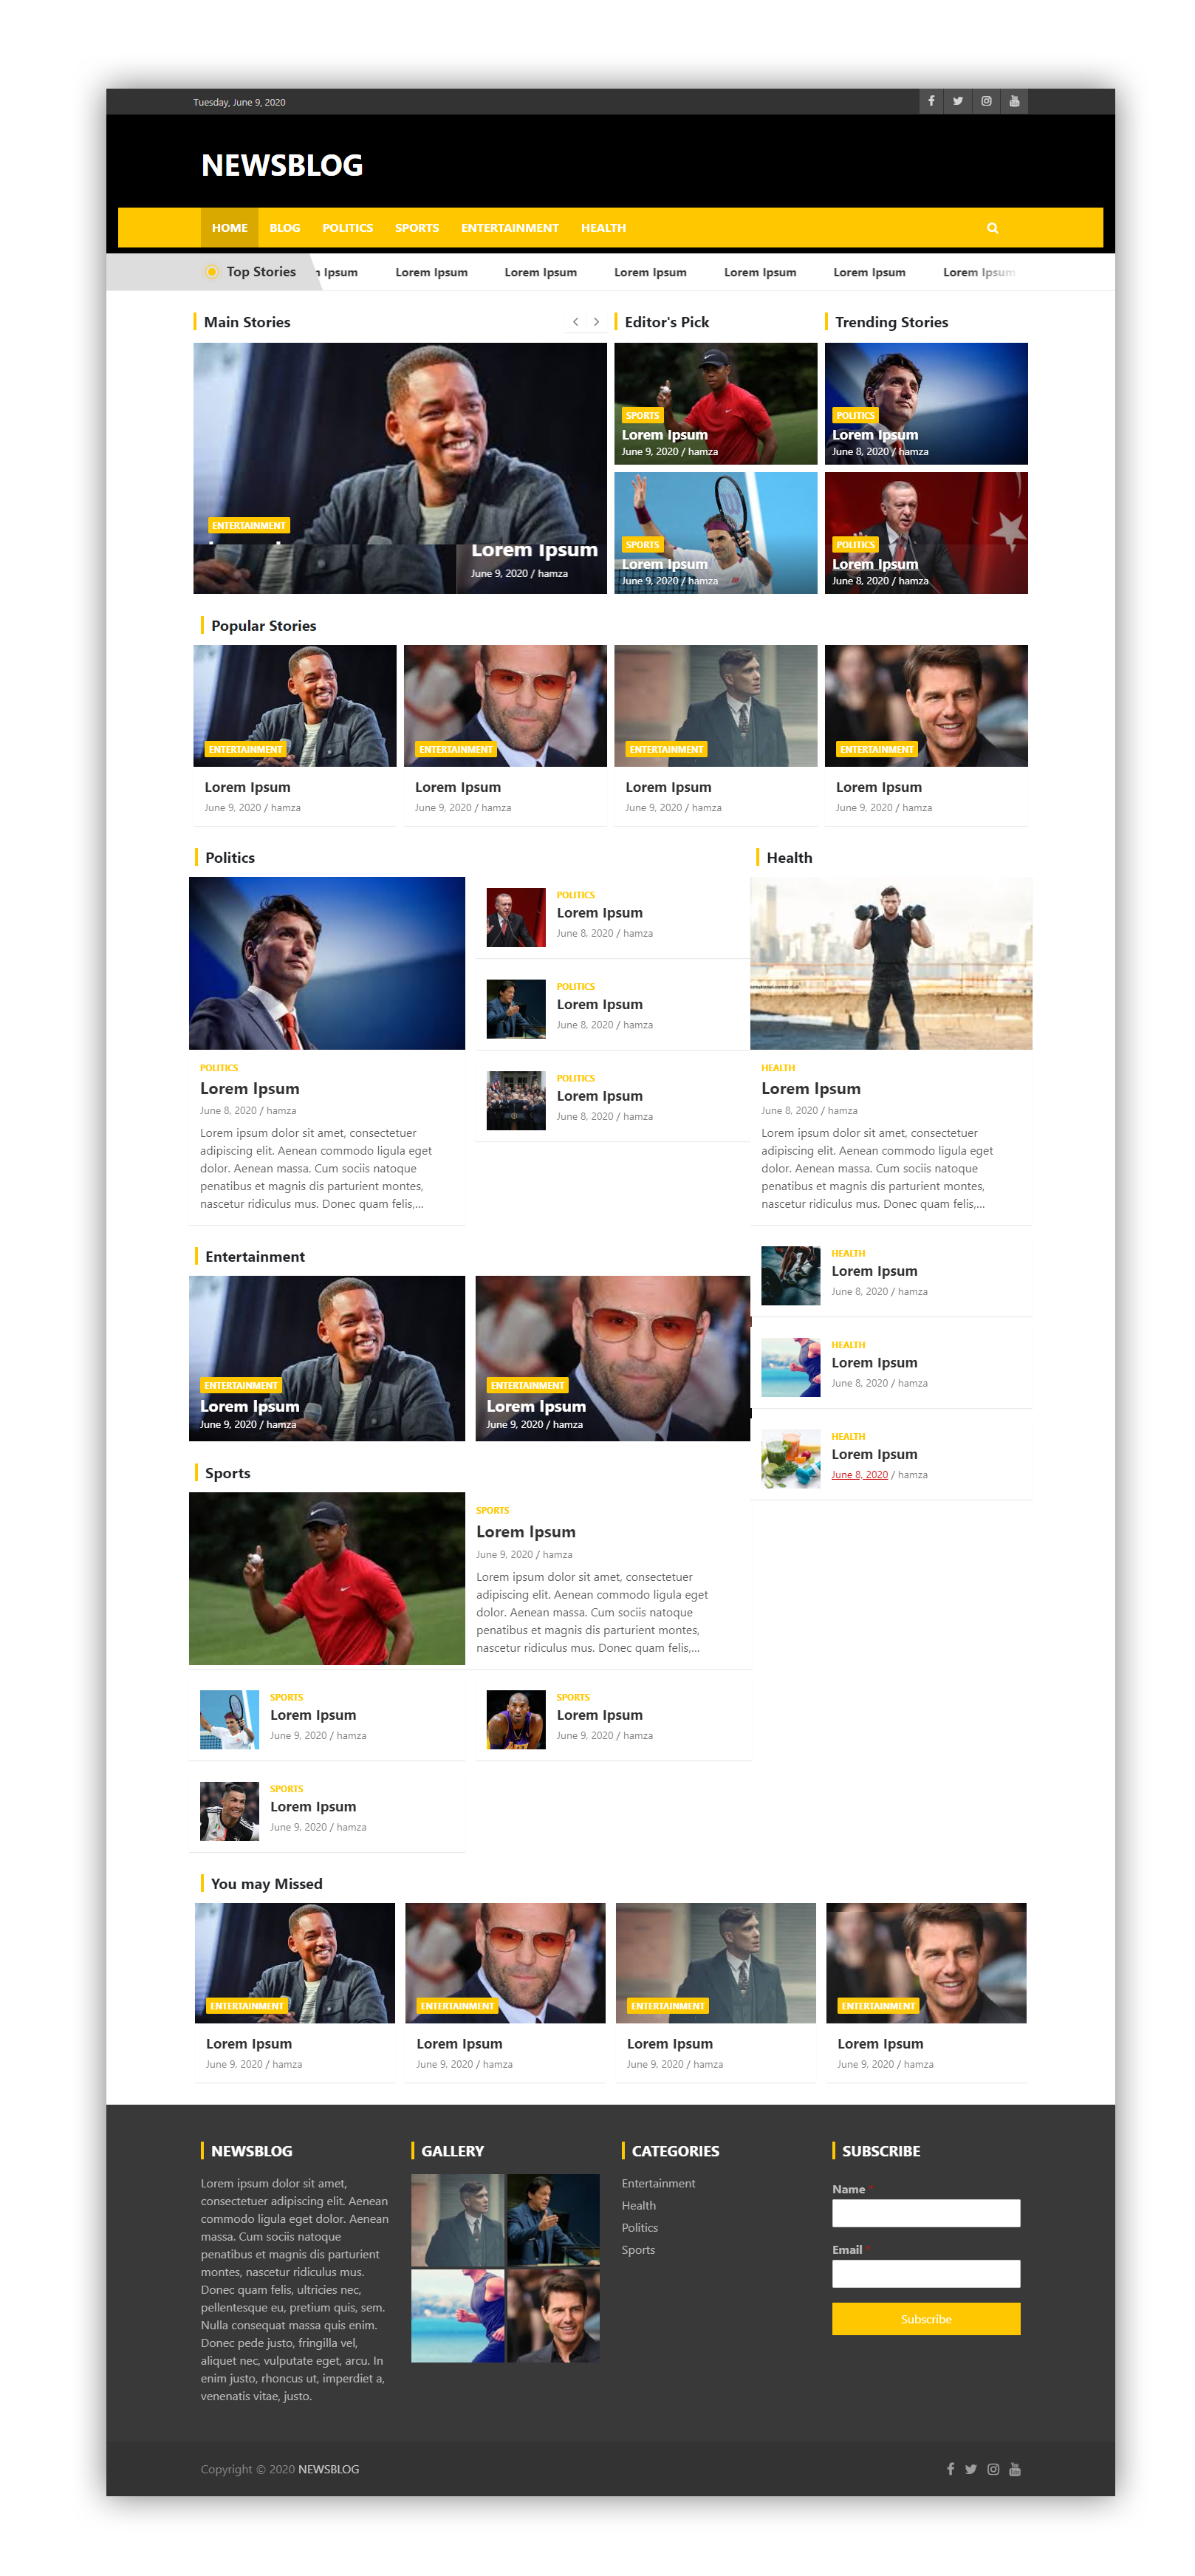 Tuesday, June 9, 2020
NEWSBLOG
HOME BLOG POLITICS SPORTS ENTERTAINMENT HEALTH
Top Stories Ipsum Lorem Ipsum Lorem Ipsum Lorem Ipsum Lorem Ipsum Lorem Ipsum Lorem Ipsum
Main Stories
ENTERTAINMENT
Lorem Ipsum
June 9, 2020 / hamza
Editor's Pick
SPORTS
Lorem Ipsum
June 9, 2020 / hamza
SPORTS
Lorem Ipsum
June 9, 2020 / hamza
Trending Stories
POLITICS
Lorem Ipsum
June 8, 2020 / hamza
POLITICS
Lorem Ipsum
June 8, 2020 / hamza
Popular Stories
ENTERTAINMENT
Lorem Ipsum
June 9, 2020 / hamza
ENTERTAINMENT
Lorem Ipsum
June 9, 2020 / hamza
ENTERTAINMENT
Lorem Ipsum
June 9, 2020 / hamza
ENTERTAINMENT
Lorem Ipsum
June 9, 2020 / hamza
Politics
POLITICS
Lorem Ipsum
June 8, 2020 / hamza
Lorem ipsum dolor sit amet, consectetuer
adipiscing elit. Aenean commodo ligula eget
dolor. Aenean massa. Cum sociis natoque
penatibus et magnis dis parturient montes,
nascetur ridiculus mus. Donec quam felis,...
POLITICS
Lorem Ipsum
June 8, 2020 / hamza
POLITICS
Lorem Ipsum
June 8, 2020 / hamza
POLITICS
Lorem Ipsum
June 8, 2020 / hamza
Health
HEALTH
Lorem Ipsum
June 8, 2020 / hamza
Lorem ipsum dolor sit amet, consectetuer
adipiscing elit. Aenean commodo ligula eget
dolor. Aenean massa. Cum sociis natoque
penatibus et magnis dis parturient montes,
nascetur ridiculus mus. Donec quam felis,...
HEALTH
Lorem Ipsum
June 8, 2020 / hamza
HEALTH
Lorem Ipsum
June 8, 2020 / hamza
HEALTH
Lorem Ipsum
June 8, 2020 / hamza
Entertainment
ENTERTAINMENT
Lorem Ipsum
June 9, 2020 / hamza
ENTERTAINMENT
Lorem Ipsum
June 9, 2020 / hamza
Sports
SPORTS
Lorem Ipsum
June 9, 2020 / hamza
Lorem ipsum dolor sit amet, consectetuer
adipiscing elit. Aenean commodo ligula eget
dolor. Aenean massa. Cum sociis natoque
penatibus et magnis dis parturient montes,
nascetur ridiculus mus. Donec quam felis,...
SPORTS
Lorem Ipsum
June 9, 2020 / hamza
SPORTS
Lorem Ipsum
June 9, 2020 / hamza
SPORTS
Lorem Ipsum
June 9, 2020 / hamza
You may Missed
ENTERTAINMENT
Lorem Ipsum
June 9, 2020 / hamza
ENTERTAINMENT
Lorem Ipsum
June 9, 2020 / hamza
ENTERTAINMENT
Lorem Ipsum
June 9, 2020 / hamza
ENTERTAINMENT
Lorem Ipsum
June 9, 2020 / hamza
NEWSBLOG
Lorem ipsum dolor sit amet,
consectetuer adipiscing elit. Aenean
commodo ligula eget dolor. Aenean
massa. Cum sociis natoque
penatibus et magnis dis parturient
montes, nascetur ridiculus mus.
Donec quam felis, ultricies nec,
pellentesque eu, pretium quis, sem.
Nulla consequat massa quis enim.
Donec pede justo, fringilla vel,
aliquet nec, vulputate eget, arcu. In
enim justo, rhoncus ut, imperdiet a,
venenatis vitae, justo.
GALLERY
CATEGORIES
Entertainment
Health
Politics
Sports
SUBSCRIBE
Name *
Email *
Subscribe
Copyright © 2020 NEWSBLOG